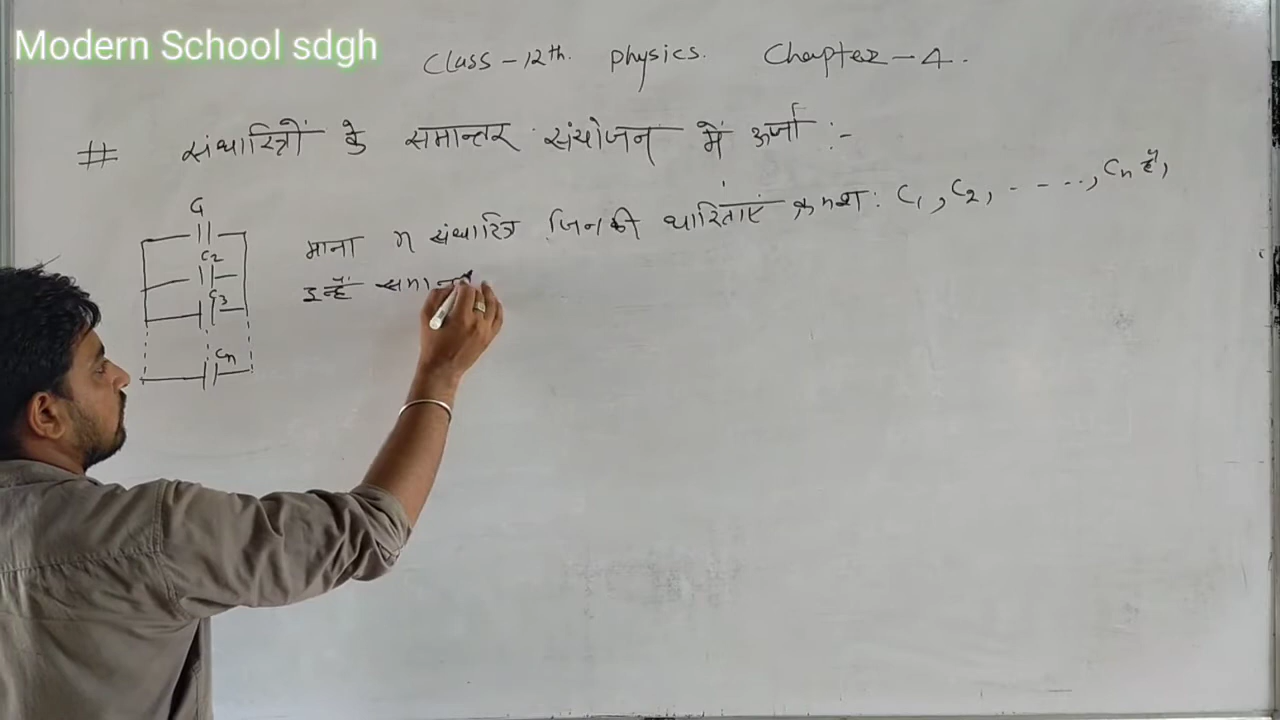 Modern School sdgh
Class - 12th. Physics. Chapter - 4.
# संधारित्रों के समान्तर संयोजन में ऊर्जा :-
माना n संधारित्र जिनकी धारिताएं क्रमश: C1, C2, - - - .., Cn हैं,
इन्हें समान्त
C1
C2
C3
Cn